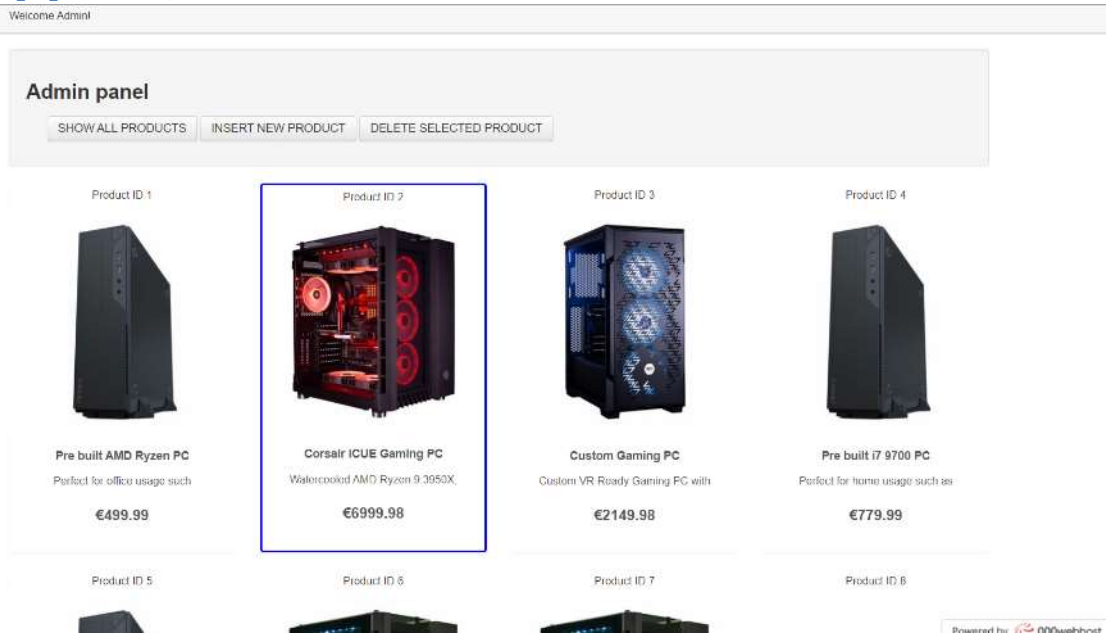 Welcome Admin!
Admin panel
SHOW ALL PRODUCTS INSERT NEW PRODUCT DELETE SELECTED PRODUCT
Product ID 1 Product ID 2 Product ID 3 Product ID 4
Pre built AMD Ryzen PC Corsair ICUE Gaming PC Custom Gaming PC Pre built i7 9700 PC
Perfect for office usage such Watercooled AMD Ryzen 9 3950X, Custom VR Ready Gaming PC with Perfect for home usage such as
€499.99 €6999.98 €2149.98 €779.99
Product ID 5 Product ID 6 Product ID 7 Product ID 8
Powered by 000webhost